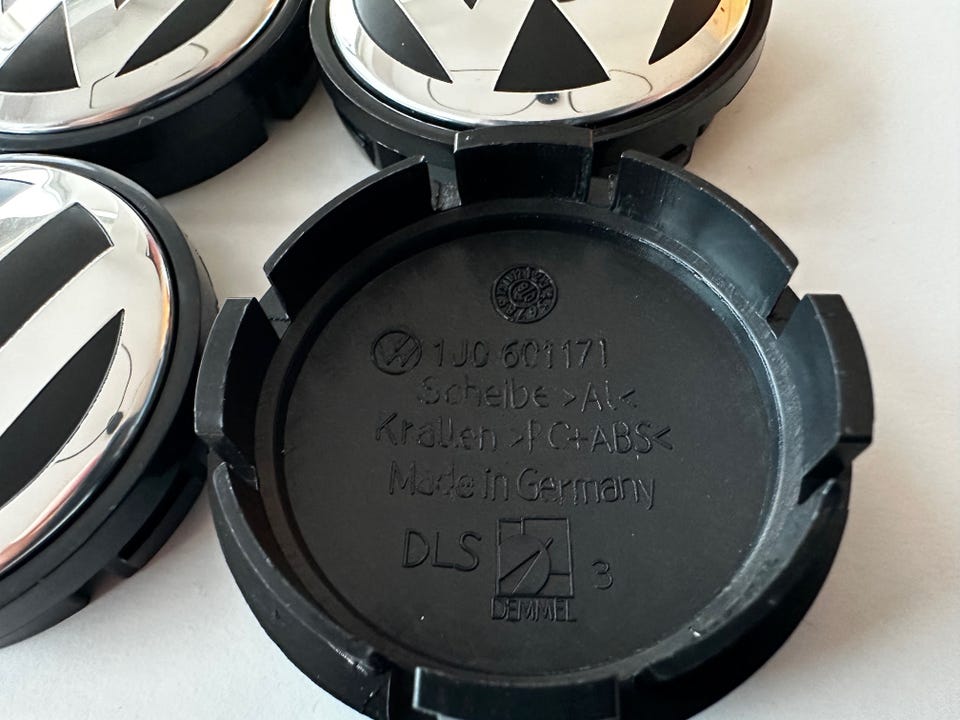 1J0 601171
Scheibe >AL<
Krallen >PC+ABS<
Made in Germany
DLS
3
DEMMEL